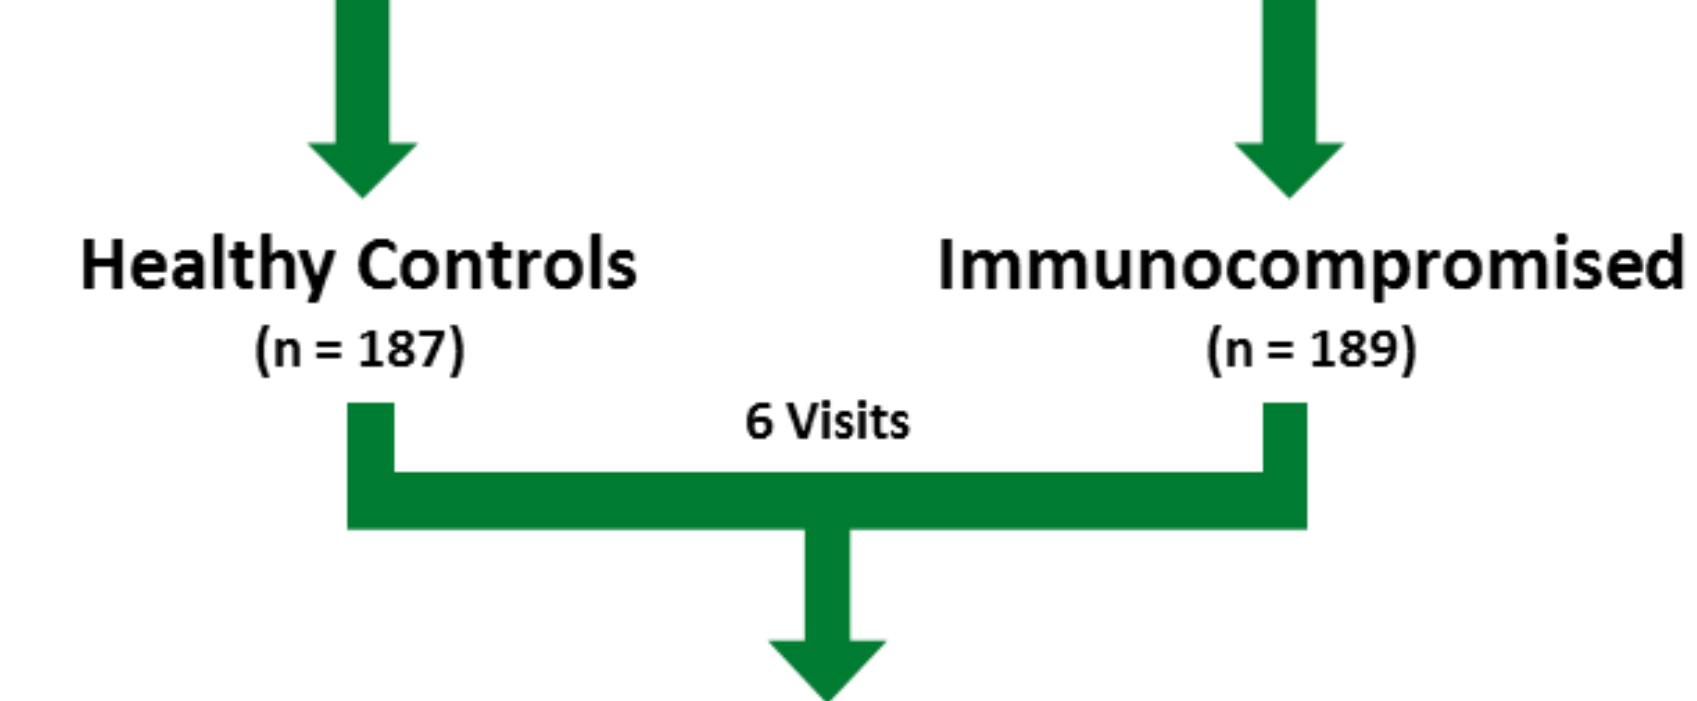 Healthy Controls
(n = 187)
Immunocompromised
(n = 189)
6 Visits